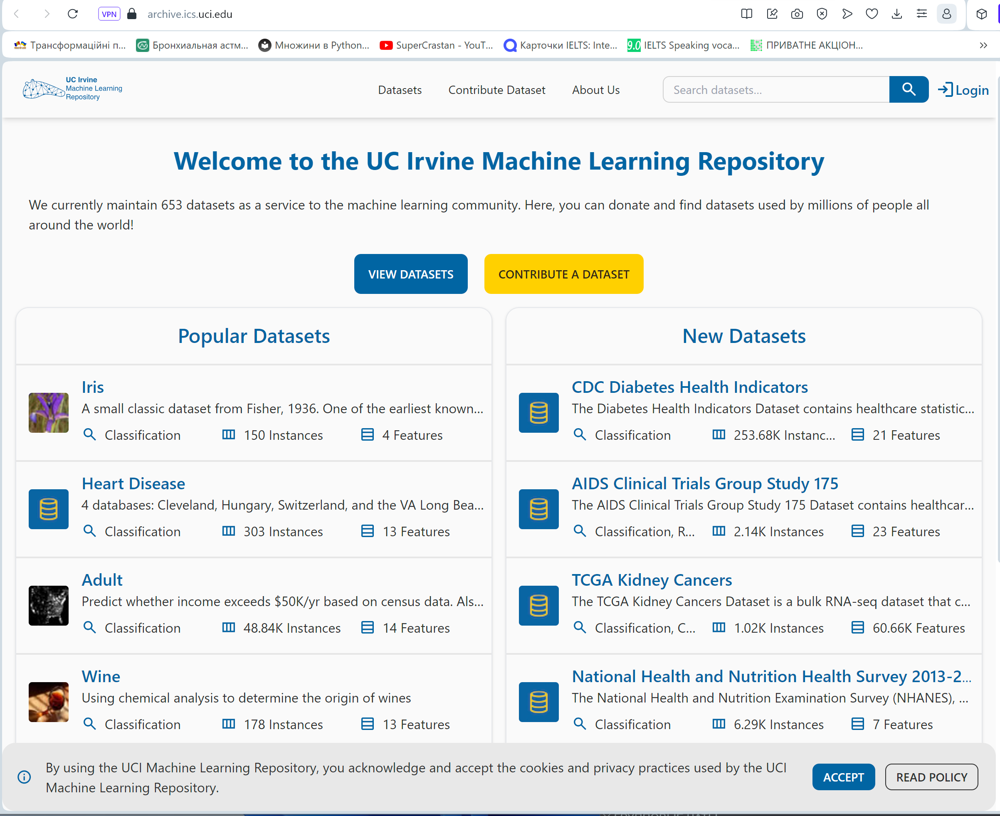 VPN
archive.ics.uci.edu
Трансформаційні п...
Бронхиальная астм...
Множини в Python...
SuperCrastan - YouT...
Карточки IELTS: Inte...
9.0 IELTS Speaking voca...
ПРИВАТНЕ АКЦІОН...
UC Irvine
Machine Learning
Repository
Datasets
Contribute Dataset
About Us
Search datasets...
Login
Welcome to the UC Irvine Machine Learning Repository
We currently maintain 653 datasets as a service to the machine learning community. Here, you can donate and find datasets used by millions of people all
around the world!
VIEW DATASETS
CONTRIBUTE A DATASET
Popular Datasets
Iris
A small classic dataset from Fisher, 1936. One of the earliest known...
Classification
150 Instances
4 Features
Heart Disease
4 databases: Cleveland, Hungary, Switzerland, and the VA Long Bea...
Classification
303 Instances
13 Features
Adult
Predict whether income exceeds $50K/yr based on census data. Als...
Classification
48.84K Instances
14 Features
Wine
Using chemical analysis to determine the origin of wines
Classification
178 Instances
13 Features
New Datasets
CDC Diabetes Health Indicators
The Diabetes Health Indicators Dataset contains healthcare statistic...
Classification
253.68K Instanc...
21 Features
AIDS Clinical Trials Group Study 175
The AIDS Clinical Trials Group Study 175 Dataset contains healthcar...
Classification, R...
2.14K Instances
23 Features
TCGA Kidney Cancers
The TCGA Kidney Cancers Dataset is a bulk RNA-seq dataset that c...
Classification, C...
1.02K Instances
60.66K Features
National Health and Nutrition Health Survey 2013-2...
The National Health and Nutrition Examination Survey (NHANES), ...
Classification
6.29K Instances
7 Features
By using the UCI Machine Learning Repository, you acknowledge and accept the cookies and privacy practices used by the UCI
Machine Learning Repository.
ACCEPT
READ POLICY